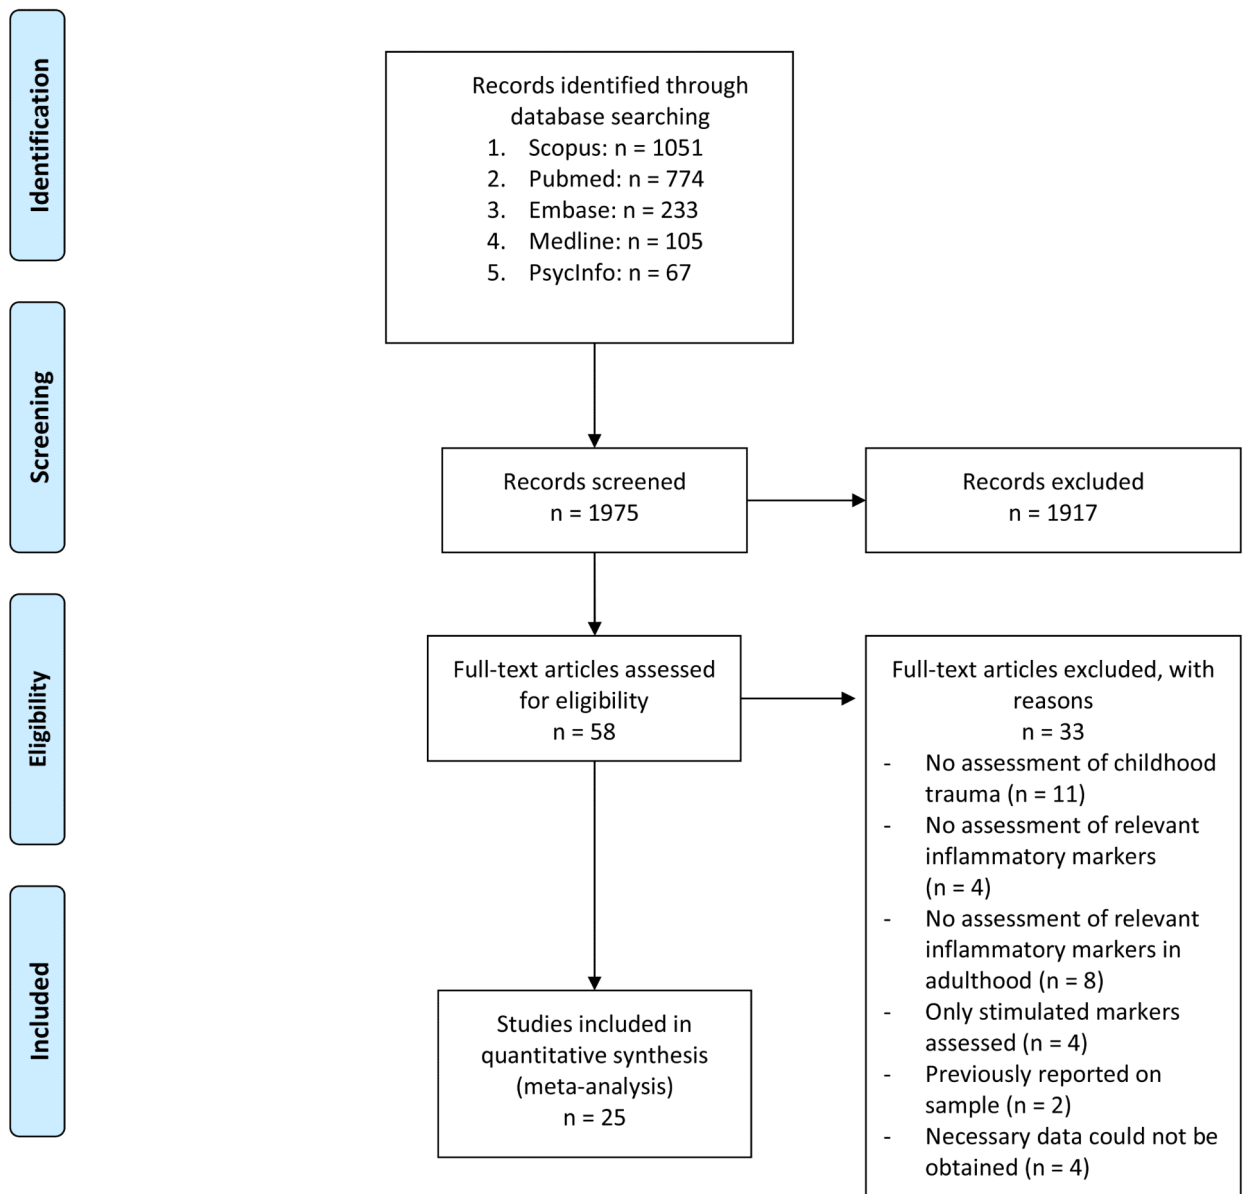 Identification
Records identified through
database searching
1. Scopus: n = 1051
2. Pubmed: n = 774
3. Embase: n = 233
4. Medline: n = 105
5. PsycInfo: n = 67
Screening
Records screened
n = 1975
Records excluded
n = 1917
Eligibility
Full-text articles assessed
for eligibility
n = 58
Full-text articles excluded, with
reasons
n = 33
- No assessment of childhood
trauma (n = 11)
- No assessment of relevant
inflammatory markers
(n = 4)
- No assessment of relevant
inflammatory markers in
adulthood (n = 8)
- Only stimulated markers
assessed (n = 4)
- Previously reported on
sample (n = 2)
- Necessary data could not be
obtained (n = 4)
Included
Studies included in
quantitative synthesis
(meta-analysis)
n = 25